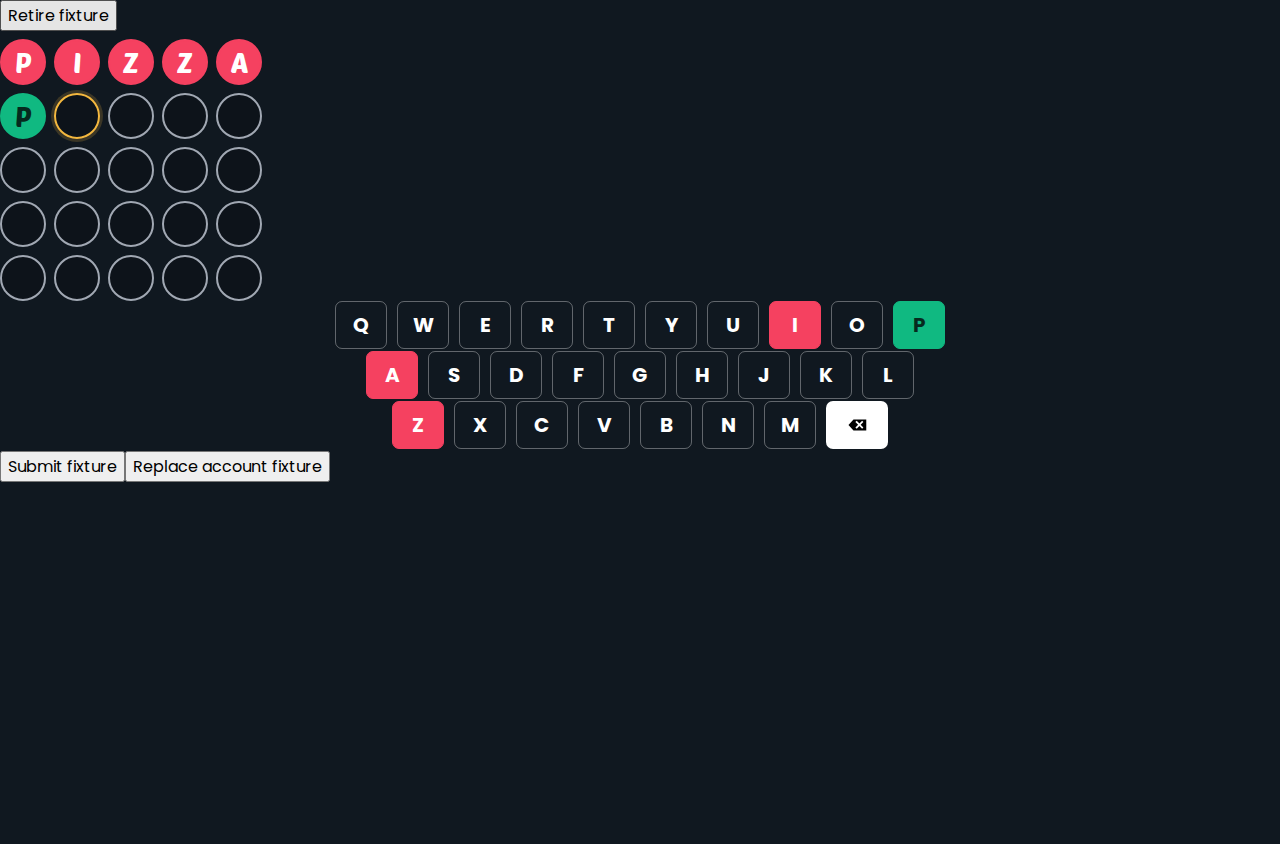 Retire fixture
P I Z Z A
P
Q W E R T Y U I O P
A S D F G H J K L
Z X C V B N M
Submit fixture Replace account fixture